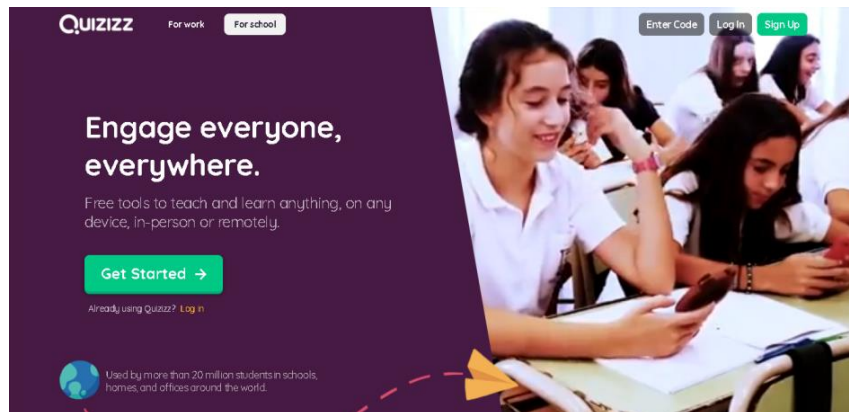 QUIZIZZ For work For school Enter Code Log In Sign Up
Engage everyone,
everywhere.
Free tools to teach and learn anything, on any
device, in-person or remotely.
Get Started →
Already using Quizizz? Log in
Used by more than 20 million students in schools,
homes, and offices around the world.